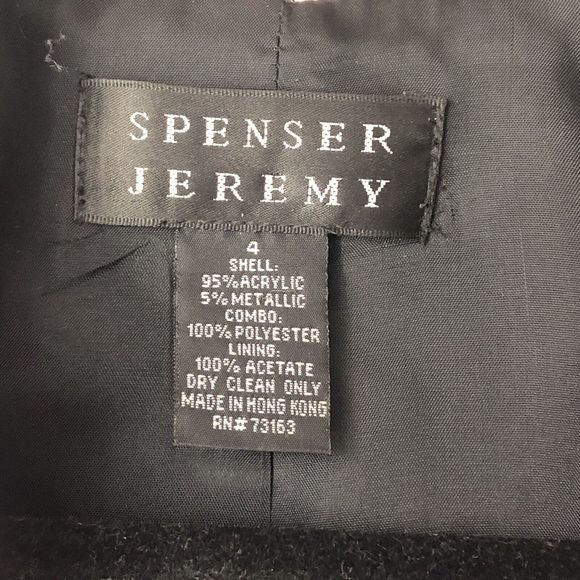 SPENSER
JEREMY
4
SHELL:
95% ACRYLIC
5% METALLIC
COMBO:
100% POLYESTER
LINING:
100% ACETATE
DRY CLEAN ONLY
MADE IN HONG KONG
RN# 73163